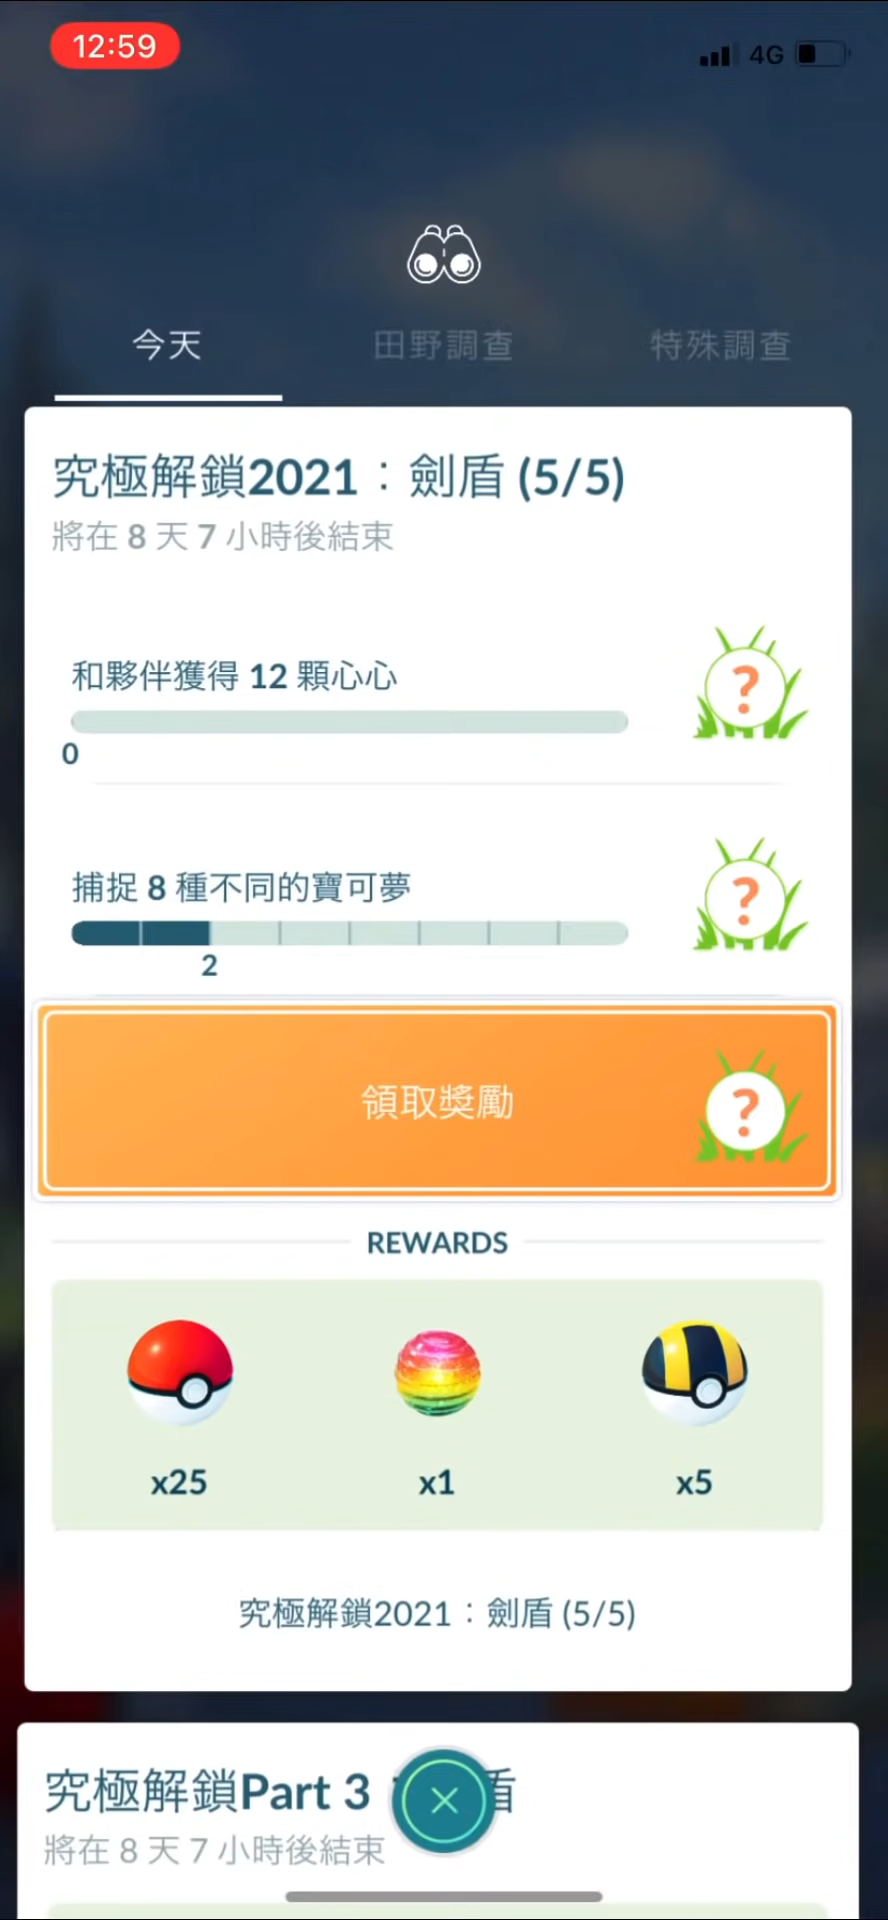 12:59
4G
今天
田野調查
特殊調查
究極解鎖2021：劍盾 (5/5)
將在 8 天 7 小時後結束
和夥伴獲得 12 顆心心
?
0
捕捉 8 種不同的寶可夢
?
2
領取獎勵
?
REWARDS
x25
x1
x5
究極解鎖2021：劍盾 (5/5)
究極解鎖Part 3 盾
將在 8 天 7 小時後結束